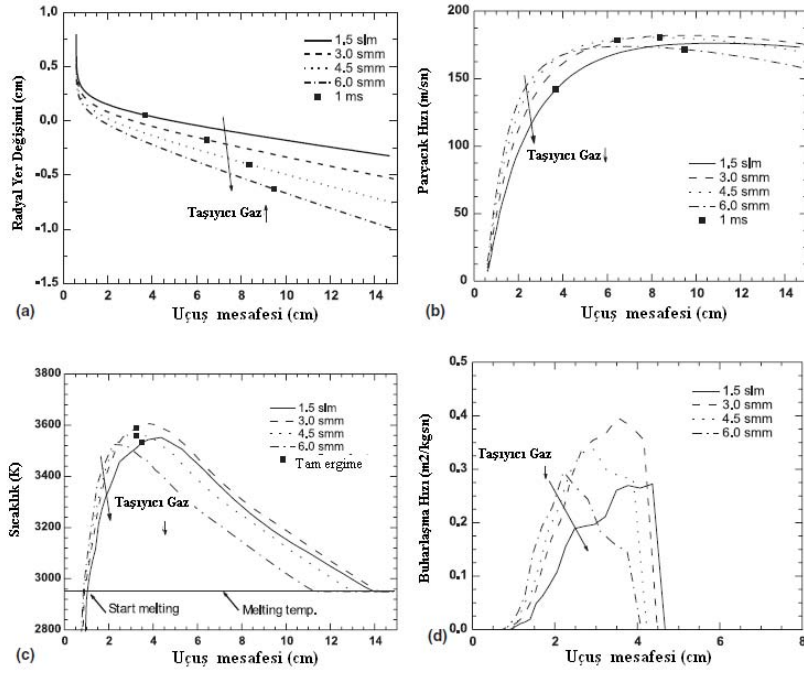 (a)
Radyal Yer Değişimi (cm)
1.0
0.5
0.0
-0.5
-1.0
1.5
1.5 slm
3.0 smm
4.5 smm
6.0 smm
1 ms
Taşıyıcı Gaz
0 2 4 6 8 10 12 14
Uçuş mesafesi (cm)
(b)
Parçacık Hızı (m/sn)
200
150
100
50
0
Taşıyıcı Gaz
1.5 slm
3.0 smm
4.5 smm
6.0 smm
1 ms
0 2 4 6 8 10 12 14
Uçuş mesafesi (cm)
(c)
Sıcaklık (K)
3800
3600
3400
3200
3000
2800
1.5 slm
3.0 smm
4.5 smm
6.0 smm
Tam ergime
Taşıyıcı Gaz
Start melting
Melting temp.
0 2 4 6 8 10 12 14
Uçuş mesafesi (cm)
(d)
Buharlaşma Hızı (m2/kgsn)
0,5
0,4
0.3
0.2
0.1
0.0
1.5 slm
3.0 smm
4.5 smm
6.0 smm
Taşıyıcı Gaz
0 2 4 6 8
Uçuş mesafesi (cm)